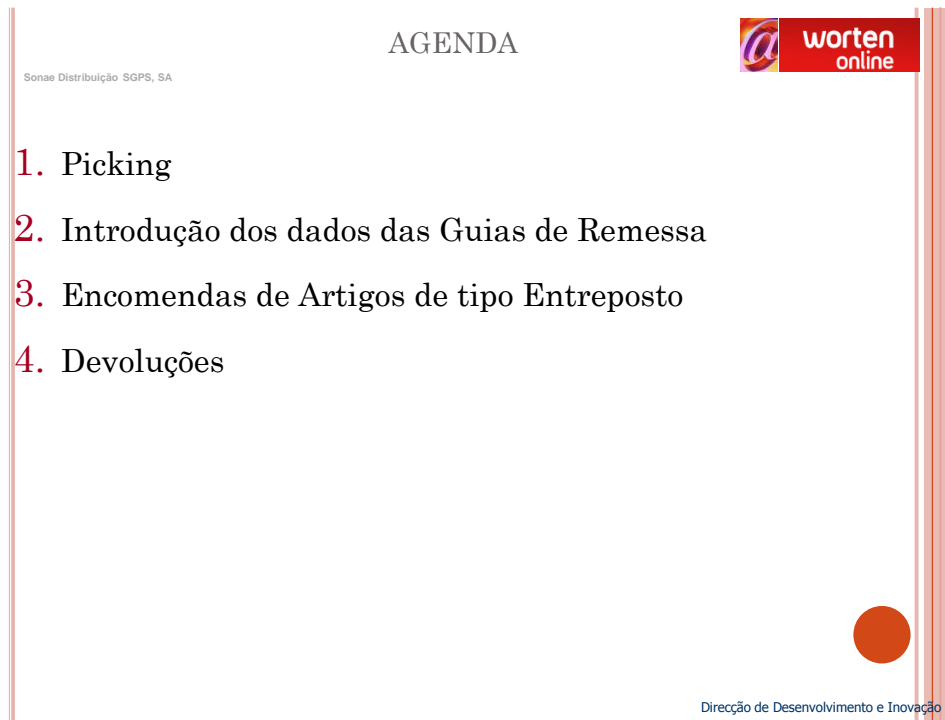 AGENDA
@ worten
online
Sonae Distribuição SGPS, SA
1. Picking
2. Introdução dos dados das Guias de Remessa
3. Encomendas de Artigos de tipo Entreposto
4. Devoluções
Direcção de Desenvolvimento e Inovação